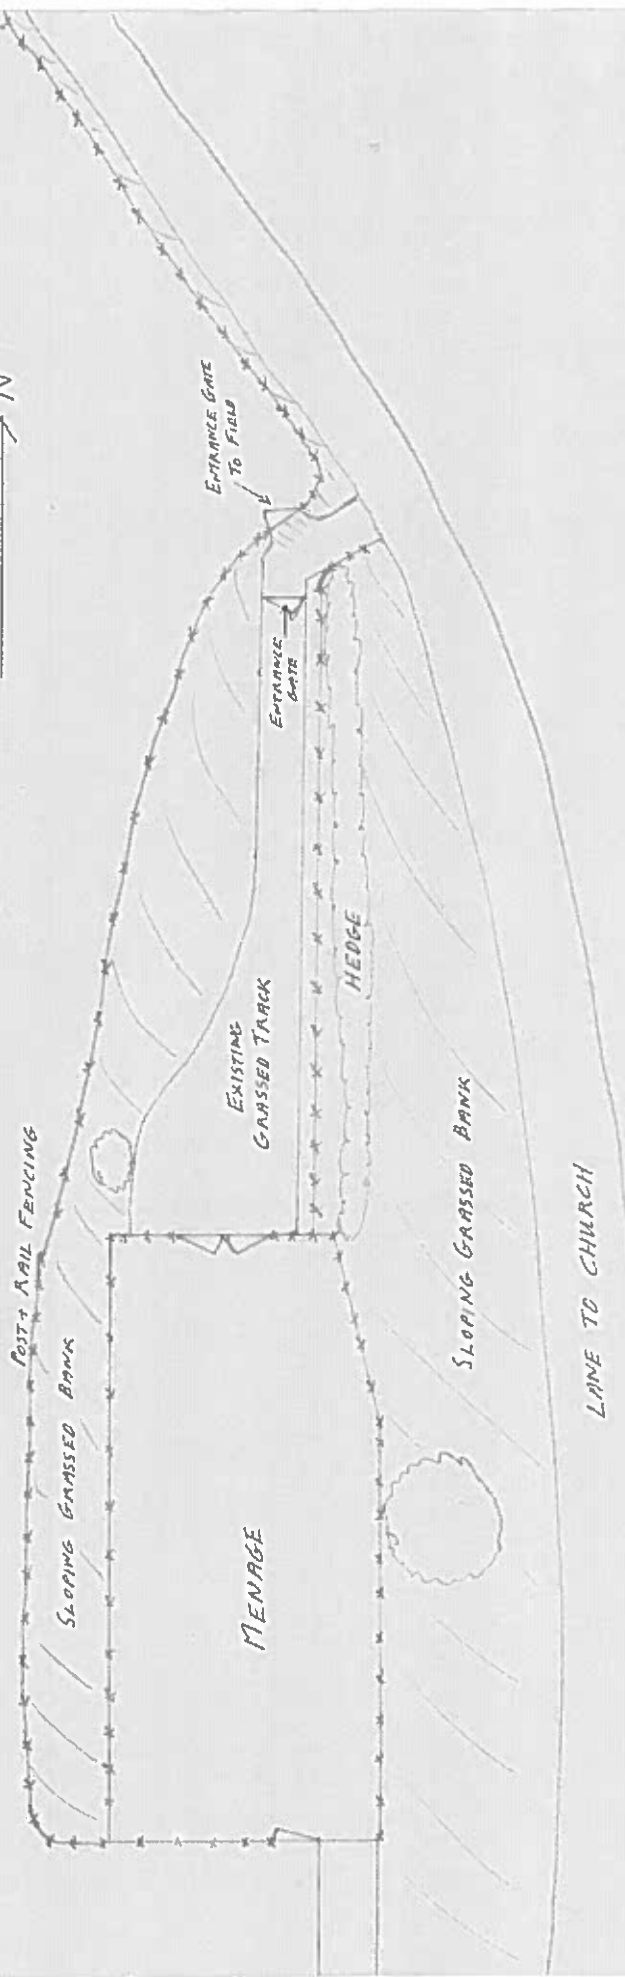 N
ENTRANCE GATE
TO FIELD
ENTRANCE
GATE
HEDGE
EXISTING
GRASSED TRACK
POST + RAIL FENCING
SLOPING GRASSED BANK
SLOPING GRASSED BANK
LANE TO CHURCH
MENAGE